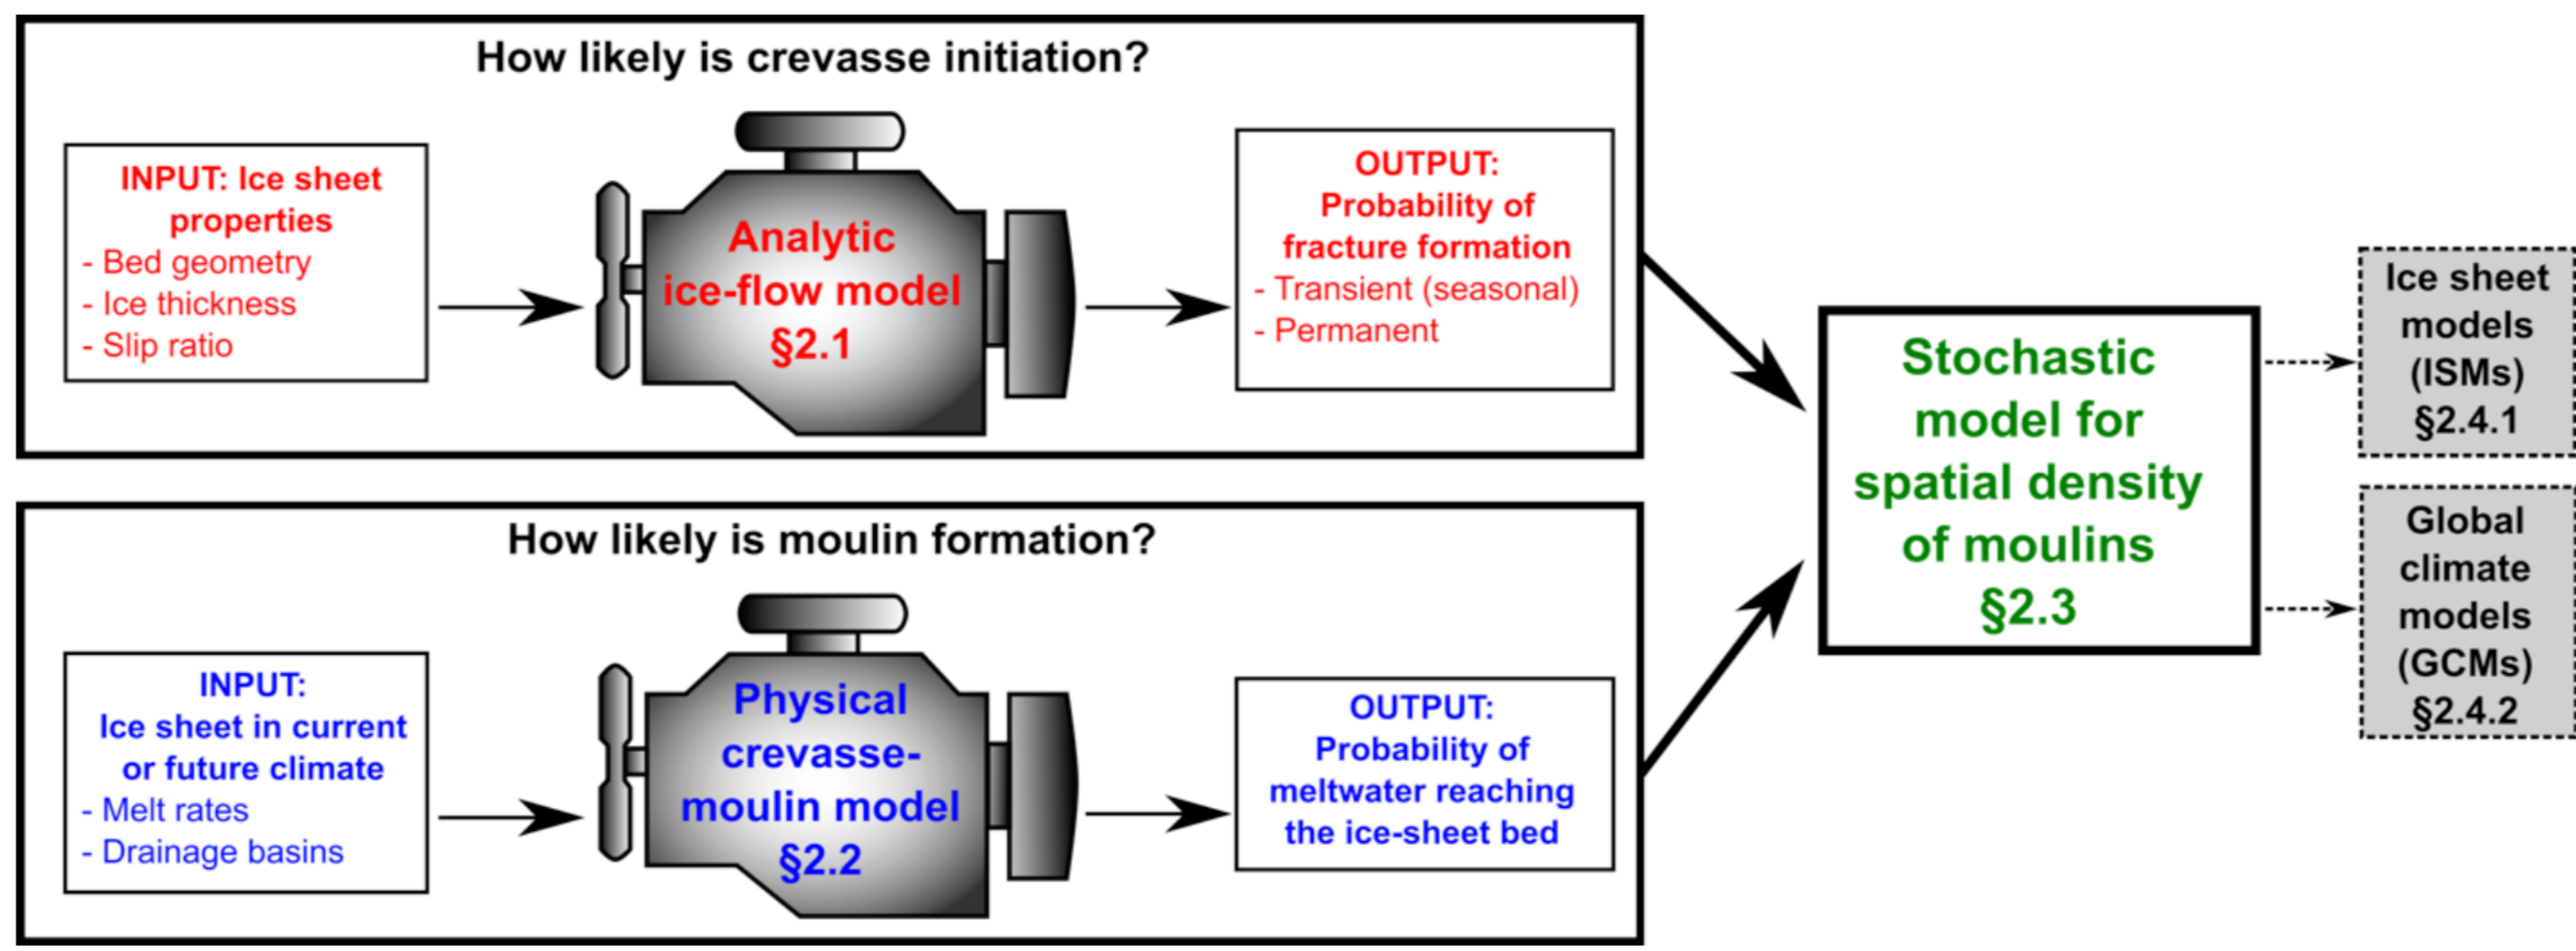 How likely is crevasse initiation?
INPUT: Ice sheet
properties
- Bed geometry
- Ice thickness
- Slip ratio
Analytic
ice-flow model
§2.1
OUTPUT:
Probability of
fracture formation
- Transient (seasonal)
- Permanent
How likely is moulin formation?
INPUT:
Ice sheet in current
or future climate
- Melt rates
- Drainage basins
Physical
crevasse-
moulin model
§2.2
OUTPUT:
Probability of
meltwater reaching
the ice-sheet bed
Stochastic
model for
spatial density
of moulins
§2.3
Ice sheet
models
(ISMs)
§2.4.1
Global
climate
models
(GCMs)
§2.4.2